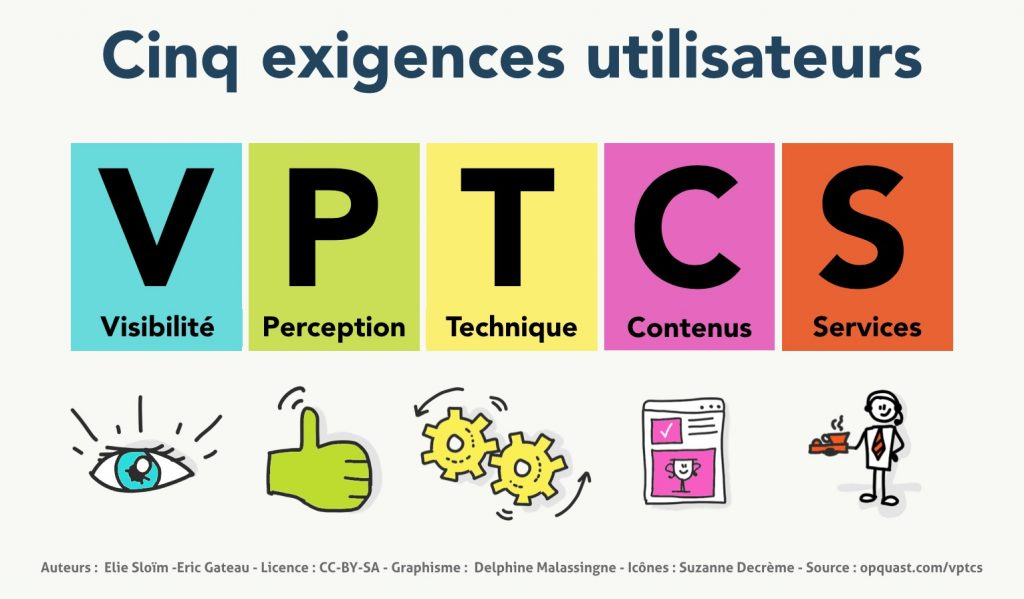 Cinq exigences utilisateurs
V P T C S
Visibilité Perception Technique Contenus Services
Auteurs : Elie Sloïm -Eric Gateau - Licence : CC-BY-SA - Graphisme : Delphine Malassingne - Icônes : Suzanne Decrème - Source : opquast.com/vptcs